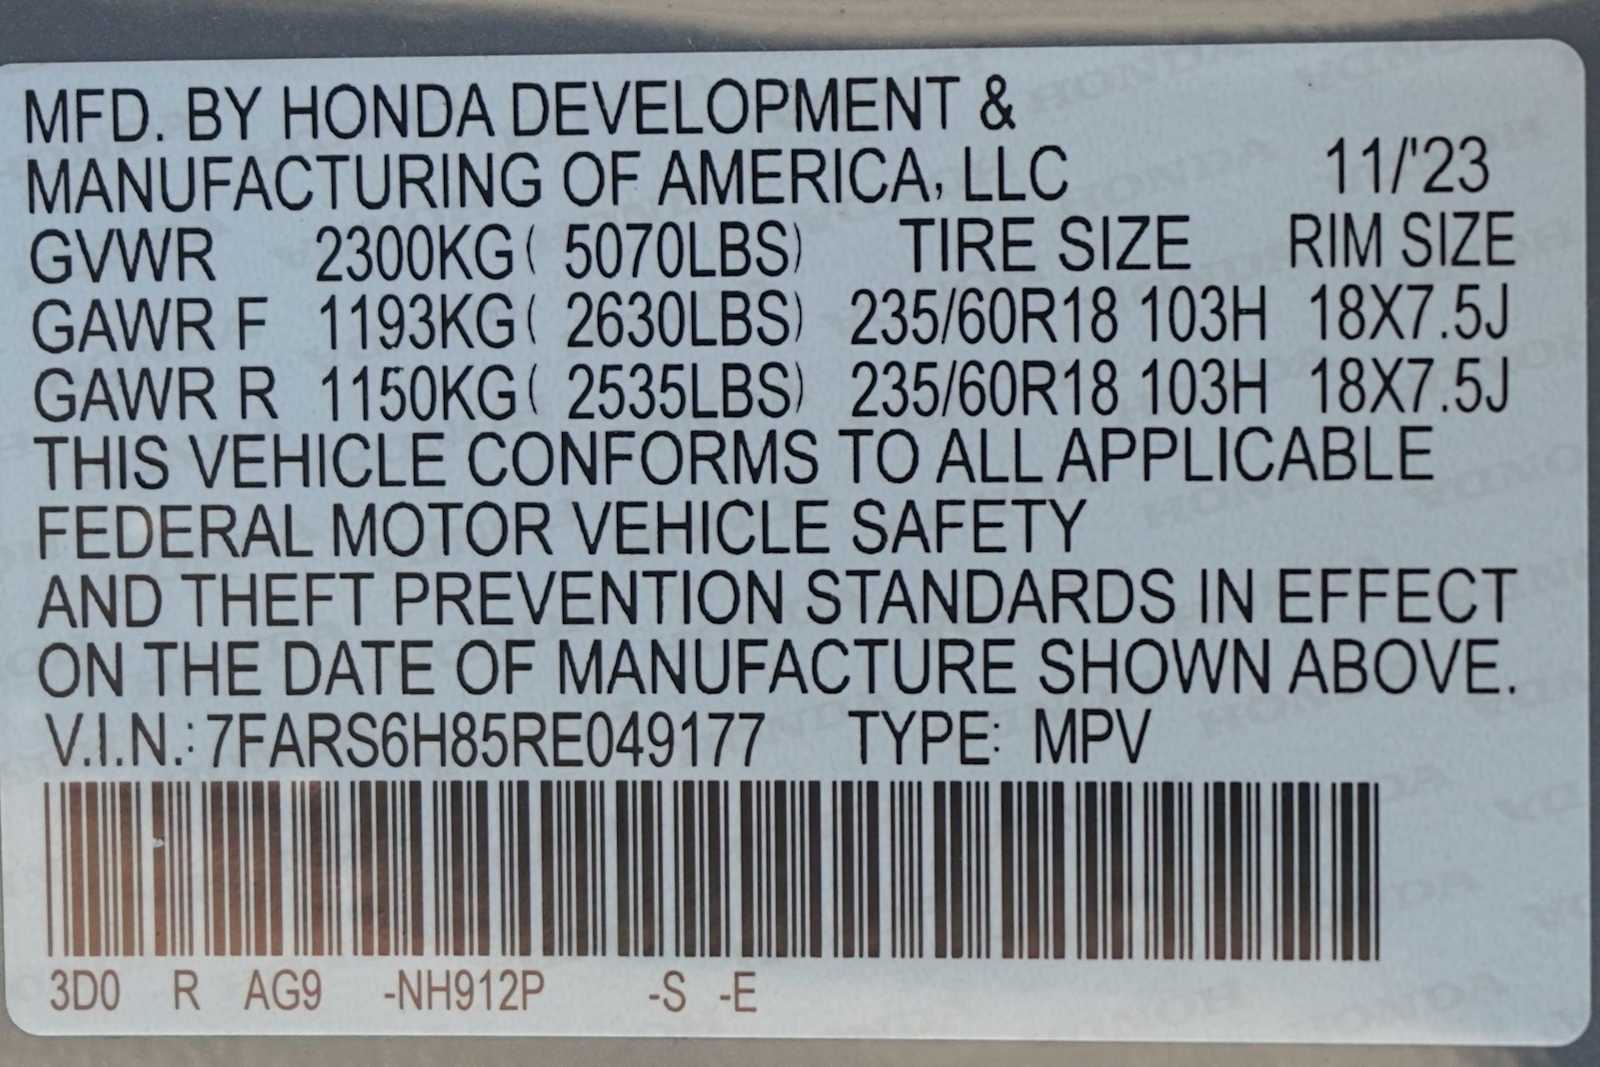 MFD. BY HONDA DEVELOPMENT &
MANUFACTURING OF AMERICA, LLC 11/'23
GVWR 2300KG( 5070LBS) TIRE SIZE RIM SIZE
GAWR F 1193KG( 2630LBS) 235/60R18 103H 18X7.5J
GAWR R 1150KG( 2535LBS) 235/60R18 103H 18X7.5J
THIS VEHICLE CONFORMS TO ALL APPLICABLE
FEDERAL MOTOR VEHICLE SAFETY
AND THEFT PREVENTION STANDARDS IN EFFECT
ON THE DATE OF MANUFACTURE SHOWN ABOVE.
V.I.N.:7FARS6H85RE049177 TYPE: MPV
3D0 R AG9 -NH912P -S -E